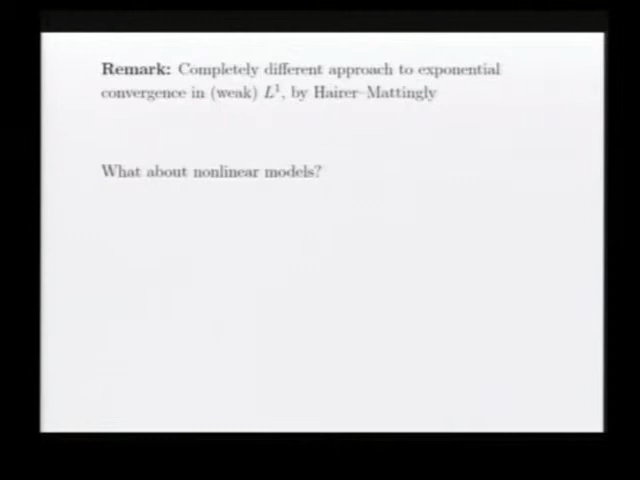 Remark: Completely different approach to exponential
convergence in (weak) L¹, by Hairer–Mattingly
What about nonlinear models?